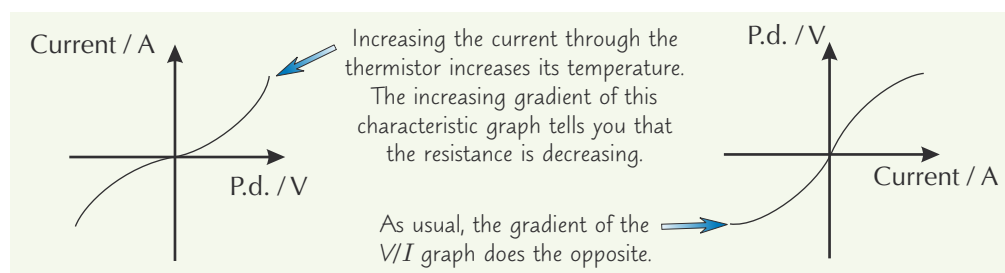 Current / A
P.d. / V
Increasing the current through the
thermistor increases its temperature.
The increasing gradient of this
characteristic graph tells you that
the resistance is decreasing.
As usual, the gradient of the
V/I graph does the opposite.
P.d. / V
Current / A